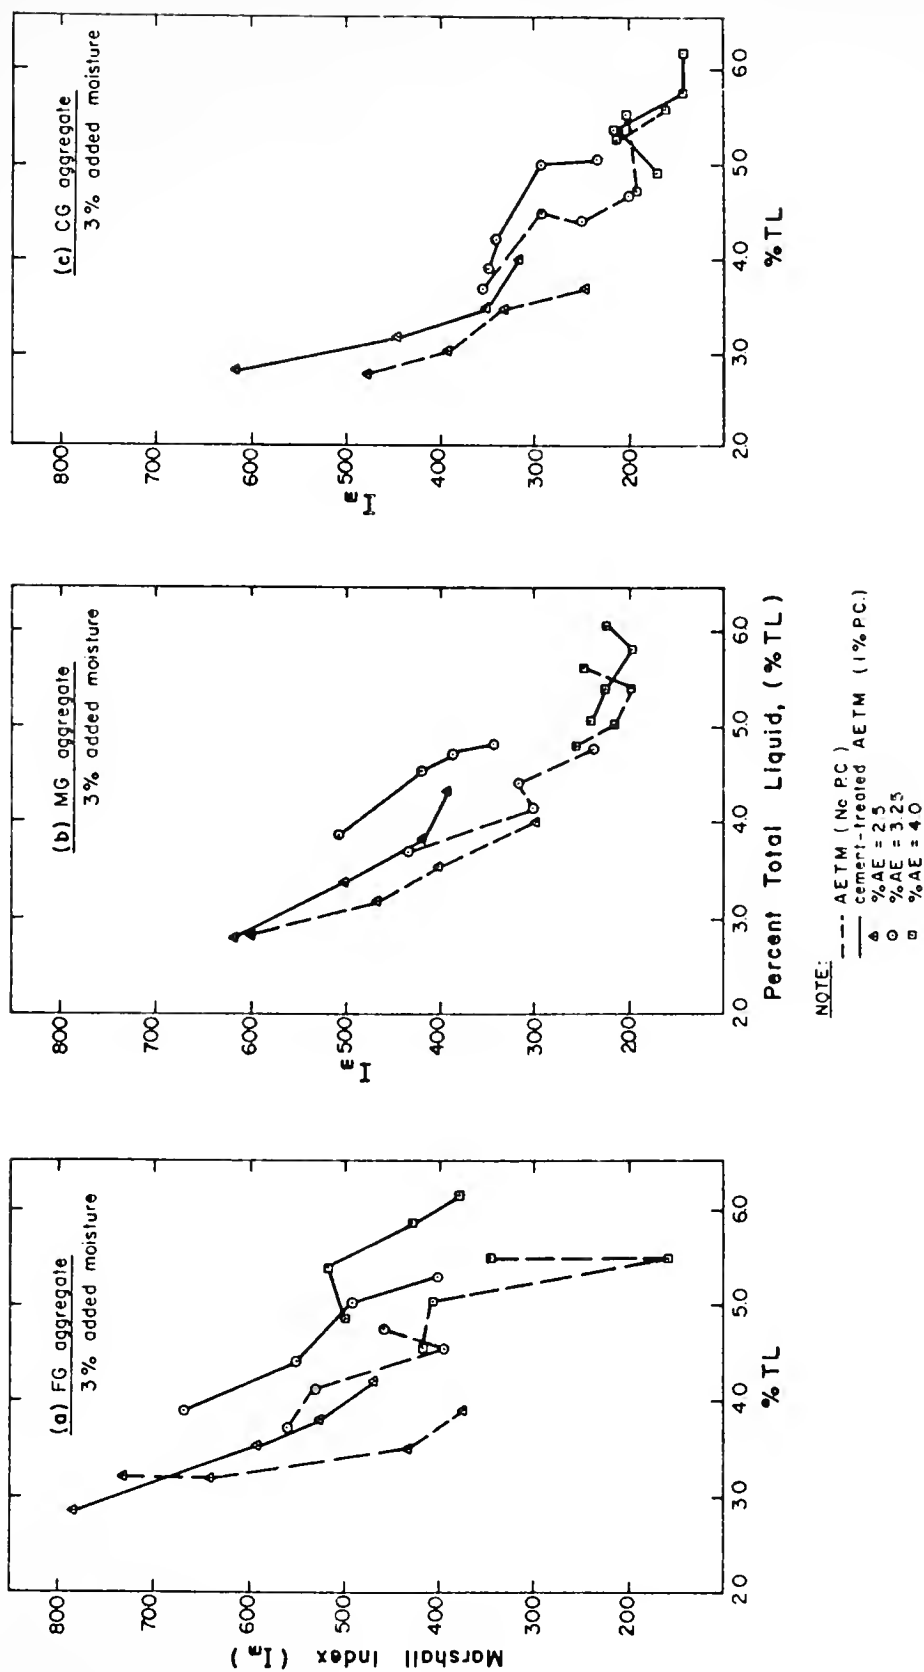 (a) FG aggregate
3% added moisture
800
700
600
500
400
300
200
Marshall Index (Im)
2.0
3.0
4.0
5.0
6.0
% TL
(b) MG aggregate
3% added moisture
800
700
600
500
400
300
200
Im
2.0
3.0
4.0
5.0
6.0
Percent Total Liquid, (% TL)
(c) CG aggregate
3% added moisture
800
700
600
500
400
300
200
Im
2.0
3.0
4.0
5.0
6.0
% TL
NOTE:
AETM (No P.C)
cement-treated AETM (1% P.C.)
%AE = 2.5
%AE = 3.25
%AE = 4.0